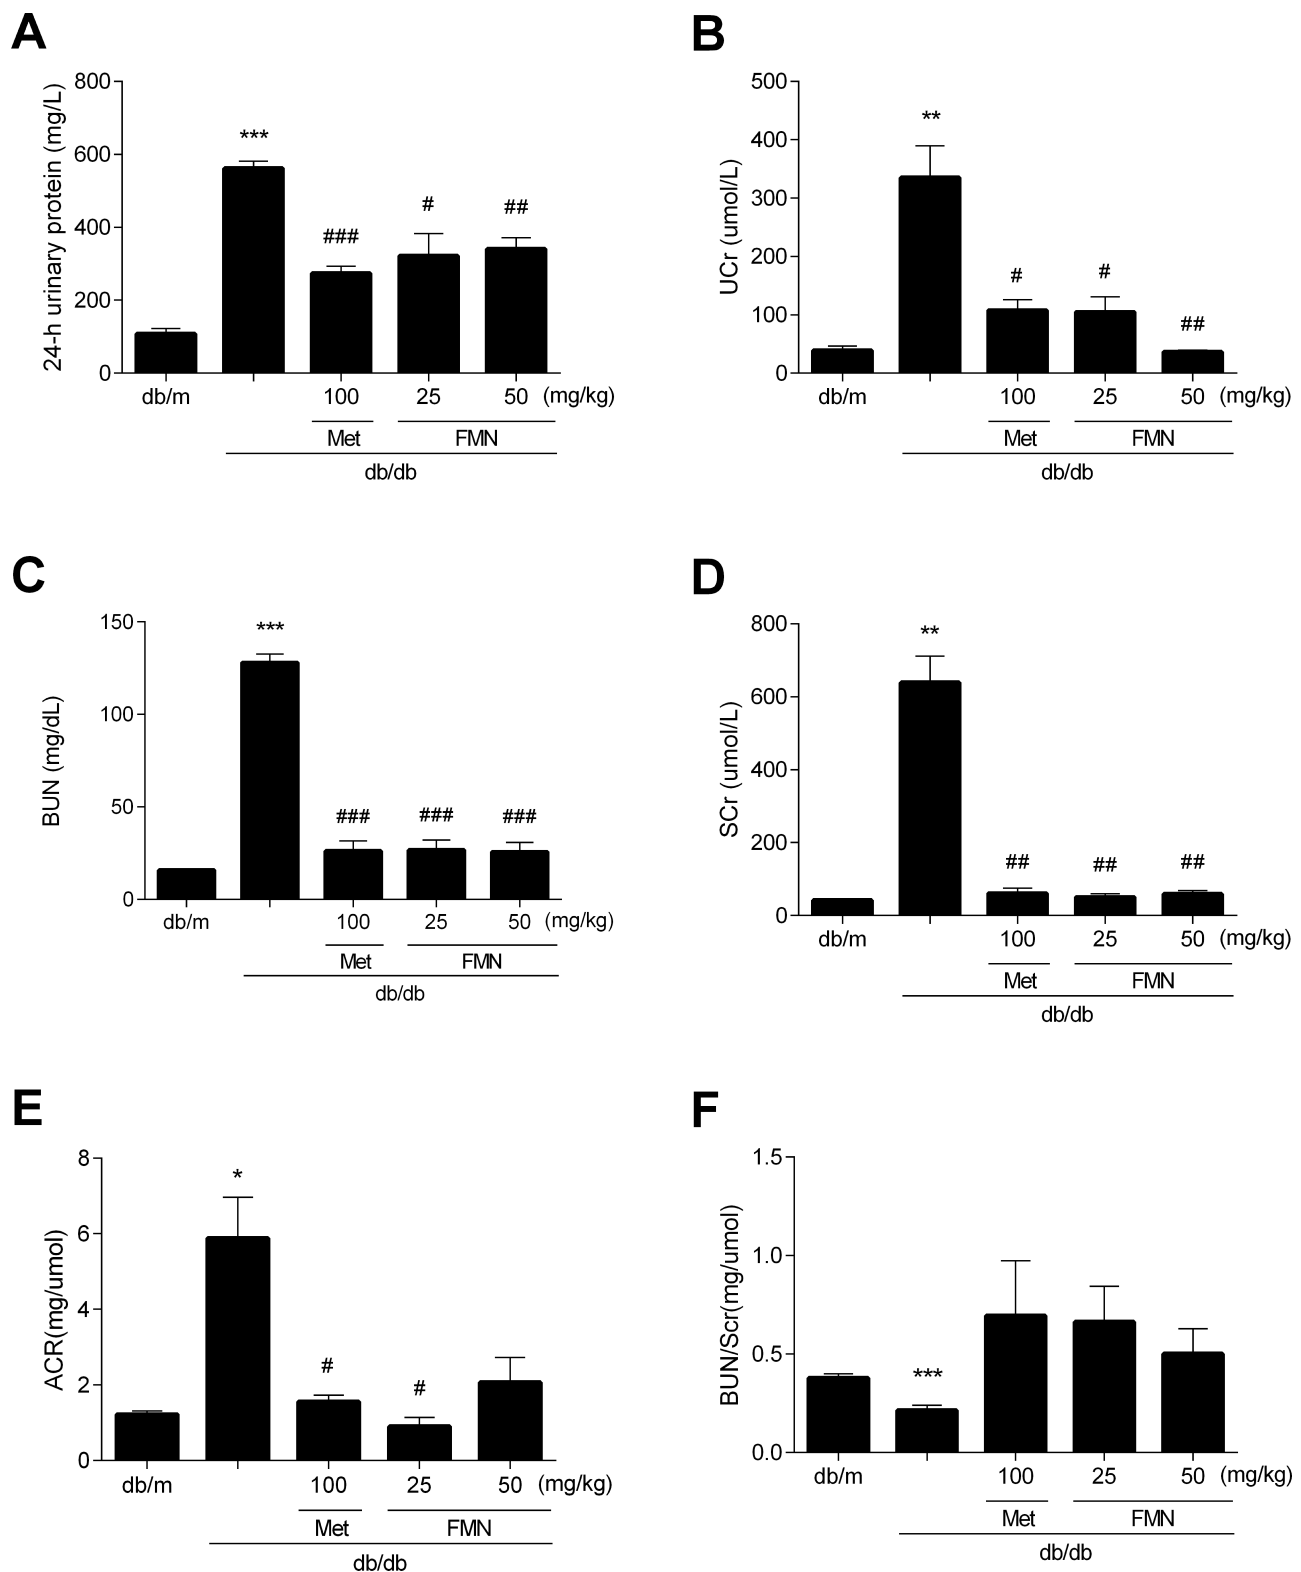 A
24-h urinary protein (mg/L)
800
600
400
200
0
***
###
#
##
db/m
100
25
50
(mg/kg)
Met
FMN
db/db
B
UCr (umol/L)
500
400
300
200
100
0
**
#
#
##
db/m
100
25
50
(mg/kg)
Met
FMN
db/db
C
BUN (mg/dL)
150
100
50
0
***
###
###
###
db/m
100
25
50
(mg/kg)
Met
FMN
db/db
D
SCr (umol/L)
800
600
400
200
0
**
##
##
##
db/m
100
25
50
(mg/kg)
Met
FMN
db/db
E
ACR(mg/umol)
8
6
4
2
0
*
#
#
db/m
100
25
50
(mg/kg)
Met
FMN
db/db
F
BUN/Scr(mg/umol)
1.5
1.0
0.5
0.0
***
db/m
100
25
50
(mg/kg)
Met
FMN
db/db